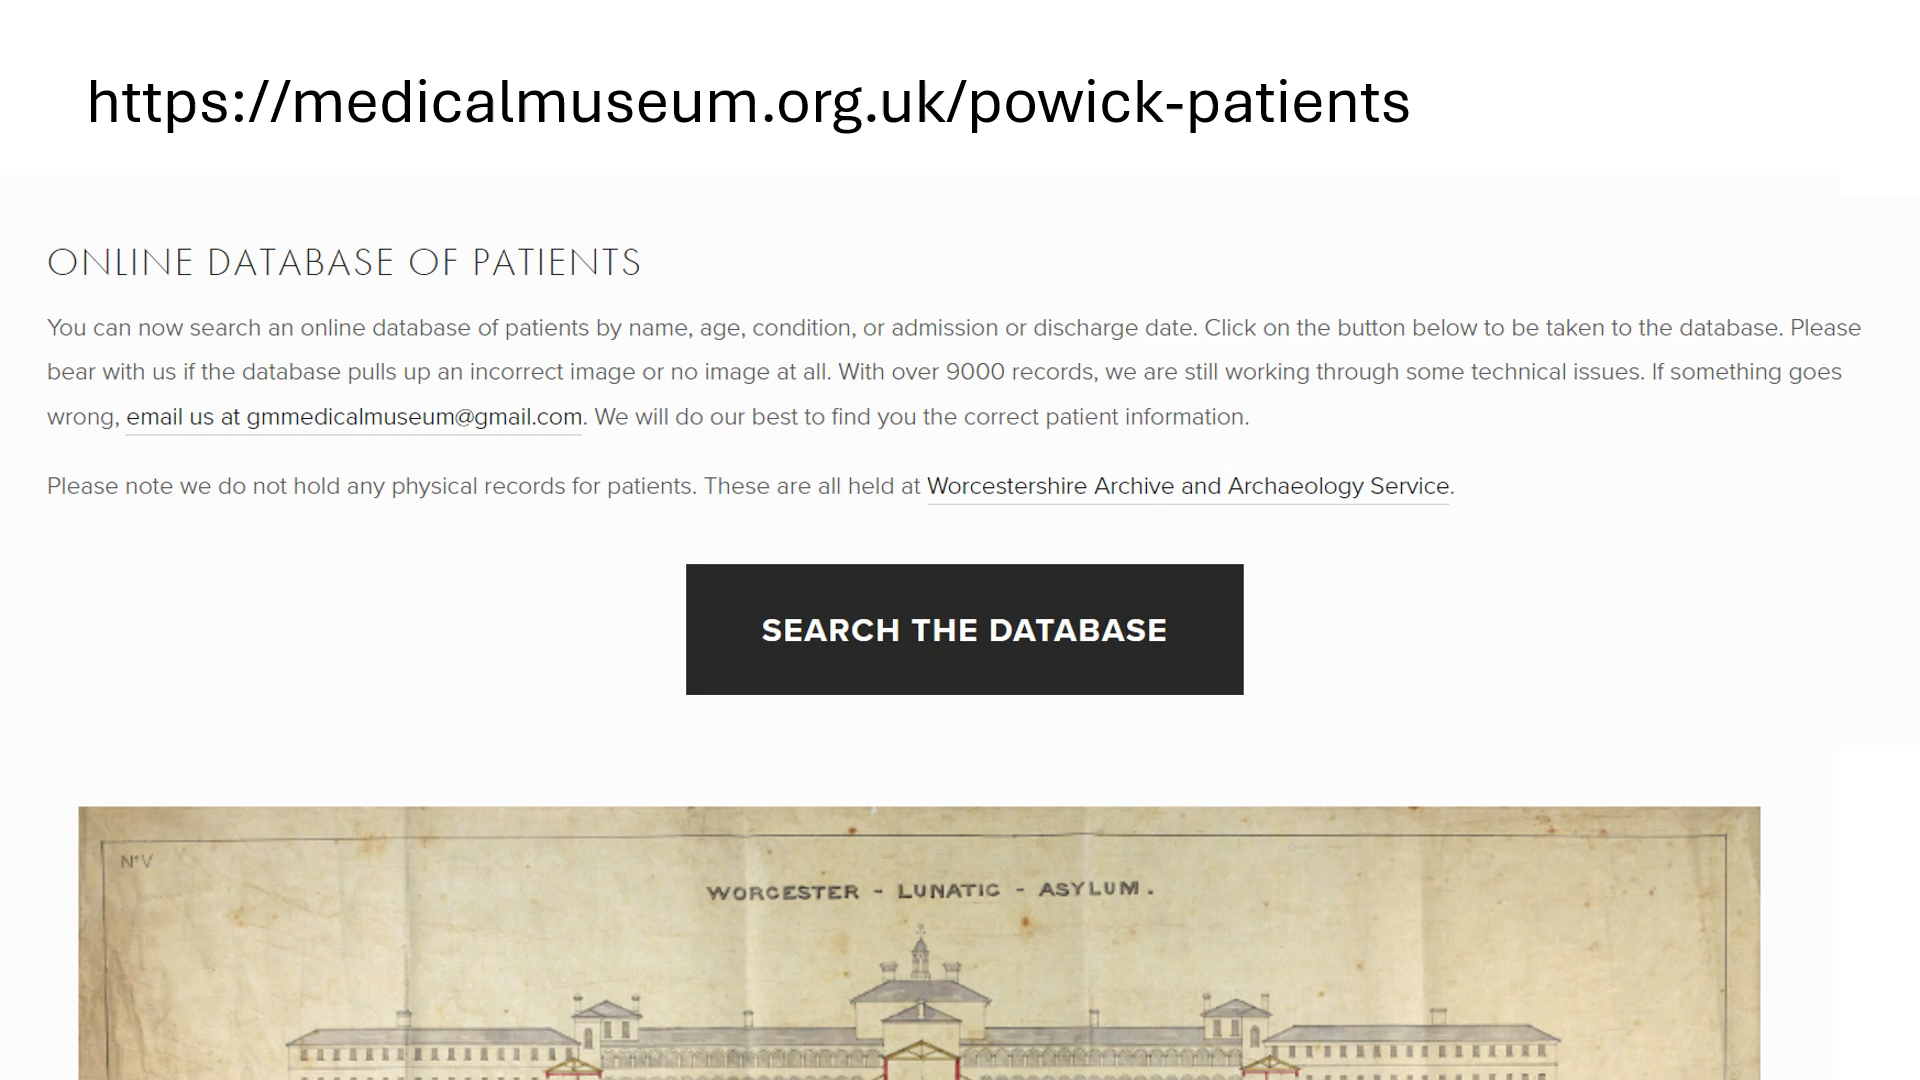 https://medicalmuseum.org.uk/powick-patients
ONLINE DATABASE OF PATIENTS
You can now search an online database of patients by name, age, condition, or admission or discharge date. Click on the button below to be taken to the database. Please
bear with us if the database pulls up an incorrect image or no image at all. With over 9000 records, we are still working through some technical issues. If something goes
wrong, email us at gmmedicalmuseum@gmail.com. We will do our best to find you the correct patient information.
Please note we do not hold any physical records for patients. These are all held at Worcestershire Archive and Archaeology Service.
SEARCH THE DATABASE
N°V
WORCESTER - LUNATIC - ASYLUM.